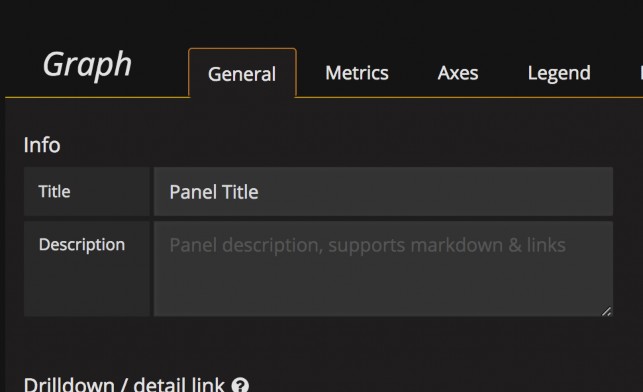 Graph
General
Metrics
Axes
Legend
Info
Title
Panel Title
Description
Panel description, supports markdown & links
Drilldown / detail link